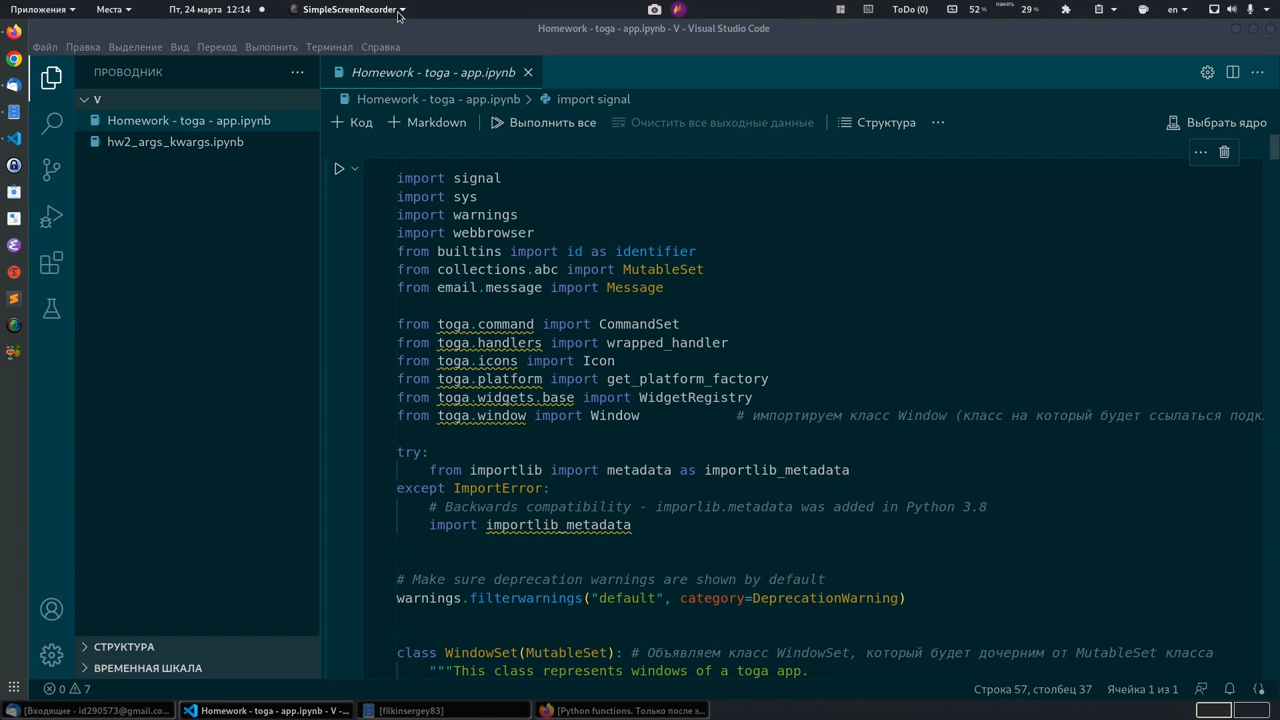 Приложения Места Пт, 24 марта 12:14 SimpleScreenRecorder ToDo (0) 52 % память 29 % en
Homework - toga - app.ipynb - V - Visual Studio Code
Файл Правка Выделение Вид Переход Выполнить Терминал Справка
ПРОВОДНИК
Homework - toga - app.ipynb
V
Homework - toga - app.ipynb > import signal
Homework - toga - app.ipynb
hw2_args_kwargs.ipynb
Код Markdown Выполнить все Очистить все выходные данные Структура Выбрать ядро
import signal
import sys
import warnings
import webbrowser
from builtins import id as identifier
from collections.abc import MutableSet
from email.message import Message
from toga.command import CommandSet
from toga.handlers import wrapped_handler
from toga.icons import Icon
from toga.platform import get_platform_factory
from toga.widgets.base import WidgetRegistry
from toga.window import Window # импортируем класс Window (класс на который будет ссылаться
try:
from importlib import metadata as importlib_metadata
except ImportError:
# Backwards compatibility - imporlib.metadata was added in Python 3.8
import importlib_metadata
# Make sure deprecation warnings are shown by default
warnings.filterwarnings("default", category=DeprecationWarning)
class WindowSet(MutableSet): # Объявляем класс WindowSet, который будет дочерним от MutableSet класса
"""This class represents windows of a toga app.
СТРУКТУРА
ВРЕМЕННАЯ ШКАЛА
0 7 Строка 57, столбец 37 Ячейка 1 из 1
[Входящие - id290573@gmail.co... Homework - toga - app.ipynb - V -... [filkinsergey83] [Python functions. Только после э...